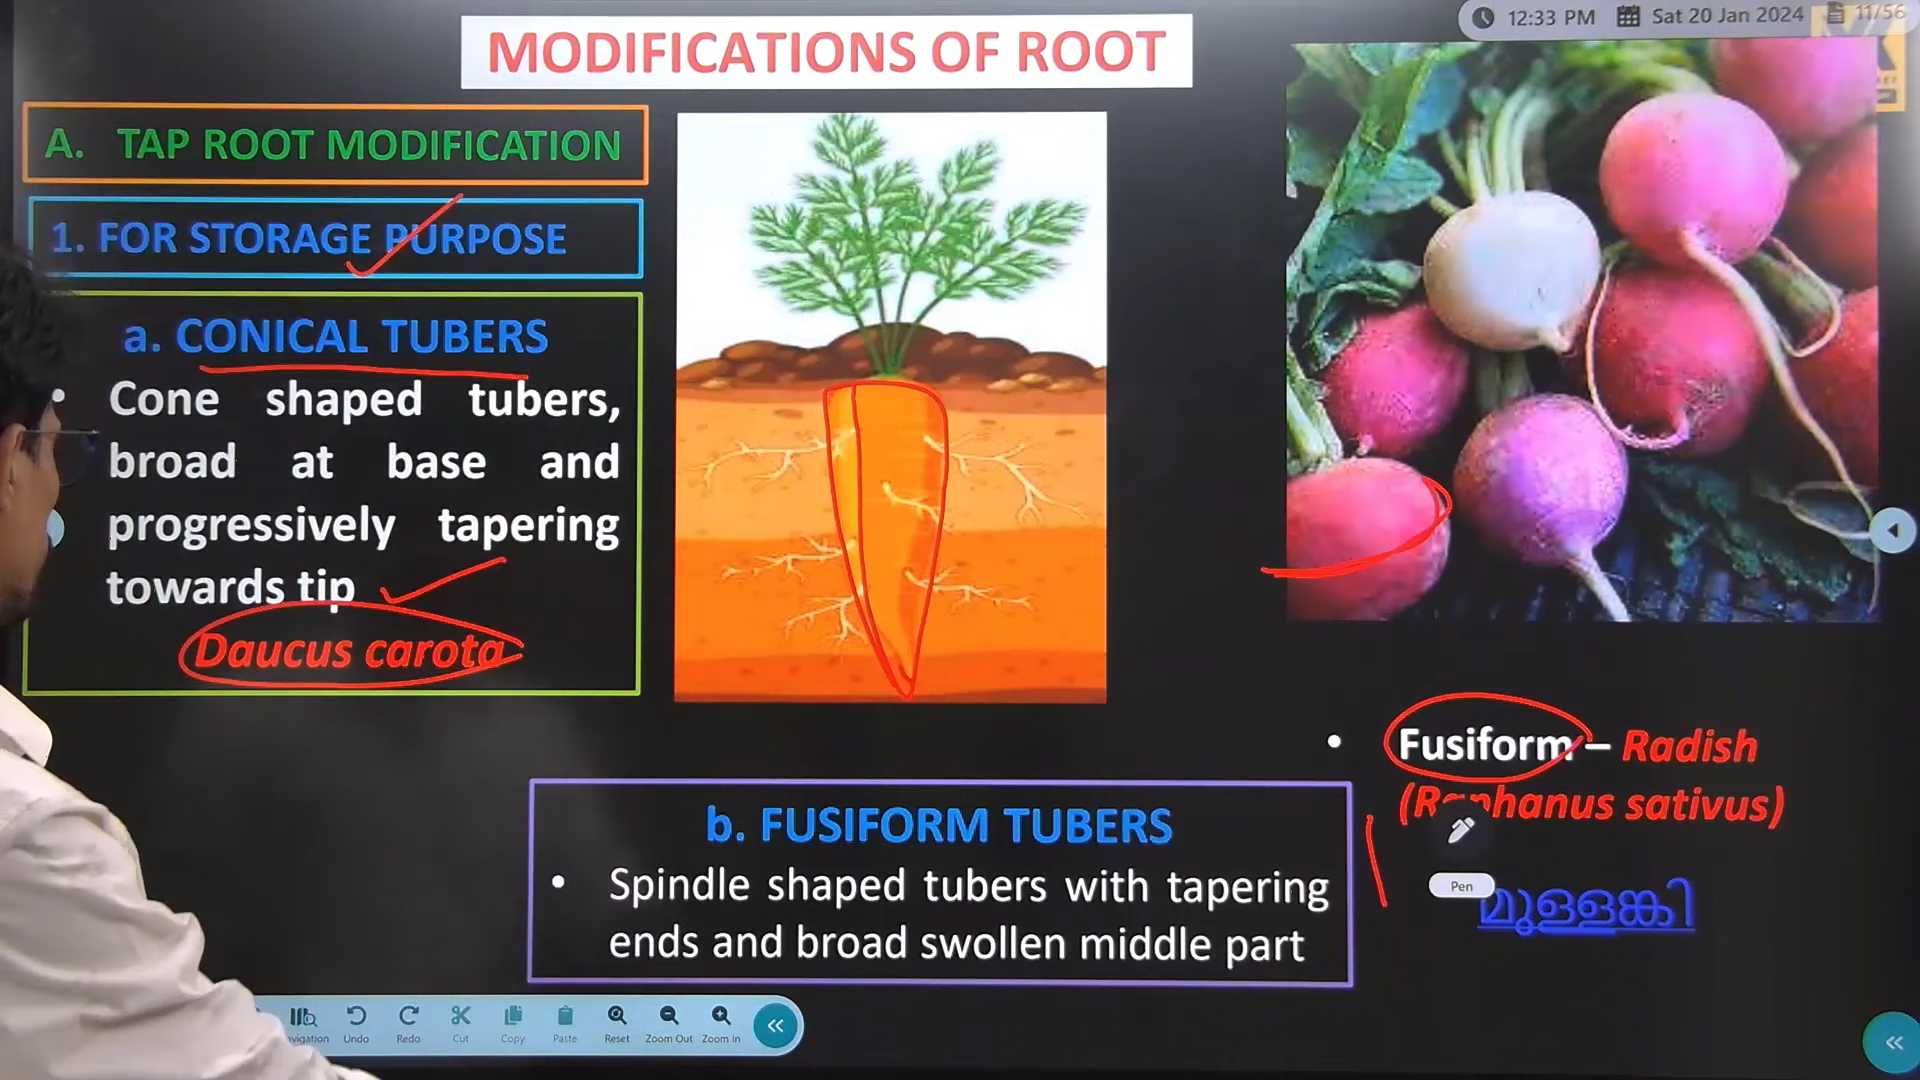 12:33 PM Sat 20 Jan 2024 11/56
MODIFICATIONS OF ROOT
A. TAP ROOT MODIFICATION
1. FOR STORAGE PURPOSE
a. CONICAL TUBERS
• Cone shaped tubers,
broad at base and
progressively tapering
towards tip
Daucus carota
• Fusiform – Radish
(Raphanus sativus)
Pen
മുള്ളങ്കി
b. FUSIFORM TUBERS
• Spindle shaped tubers with tapering
ends and broad swollen middle part
Undo Redo Cut Copy Paste Reset Zoom Out Zoom In